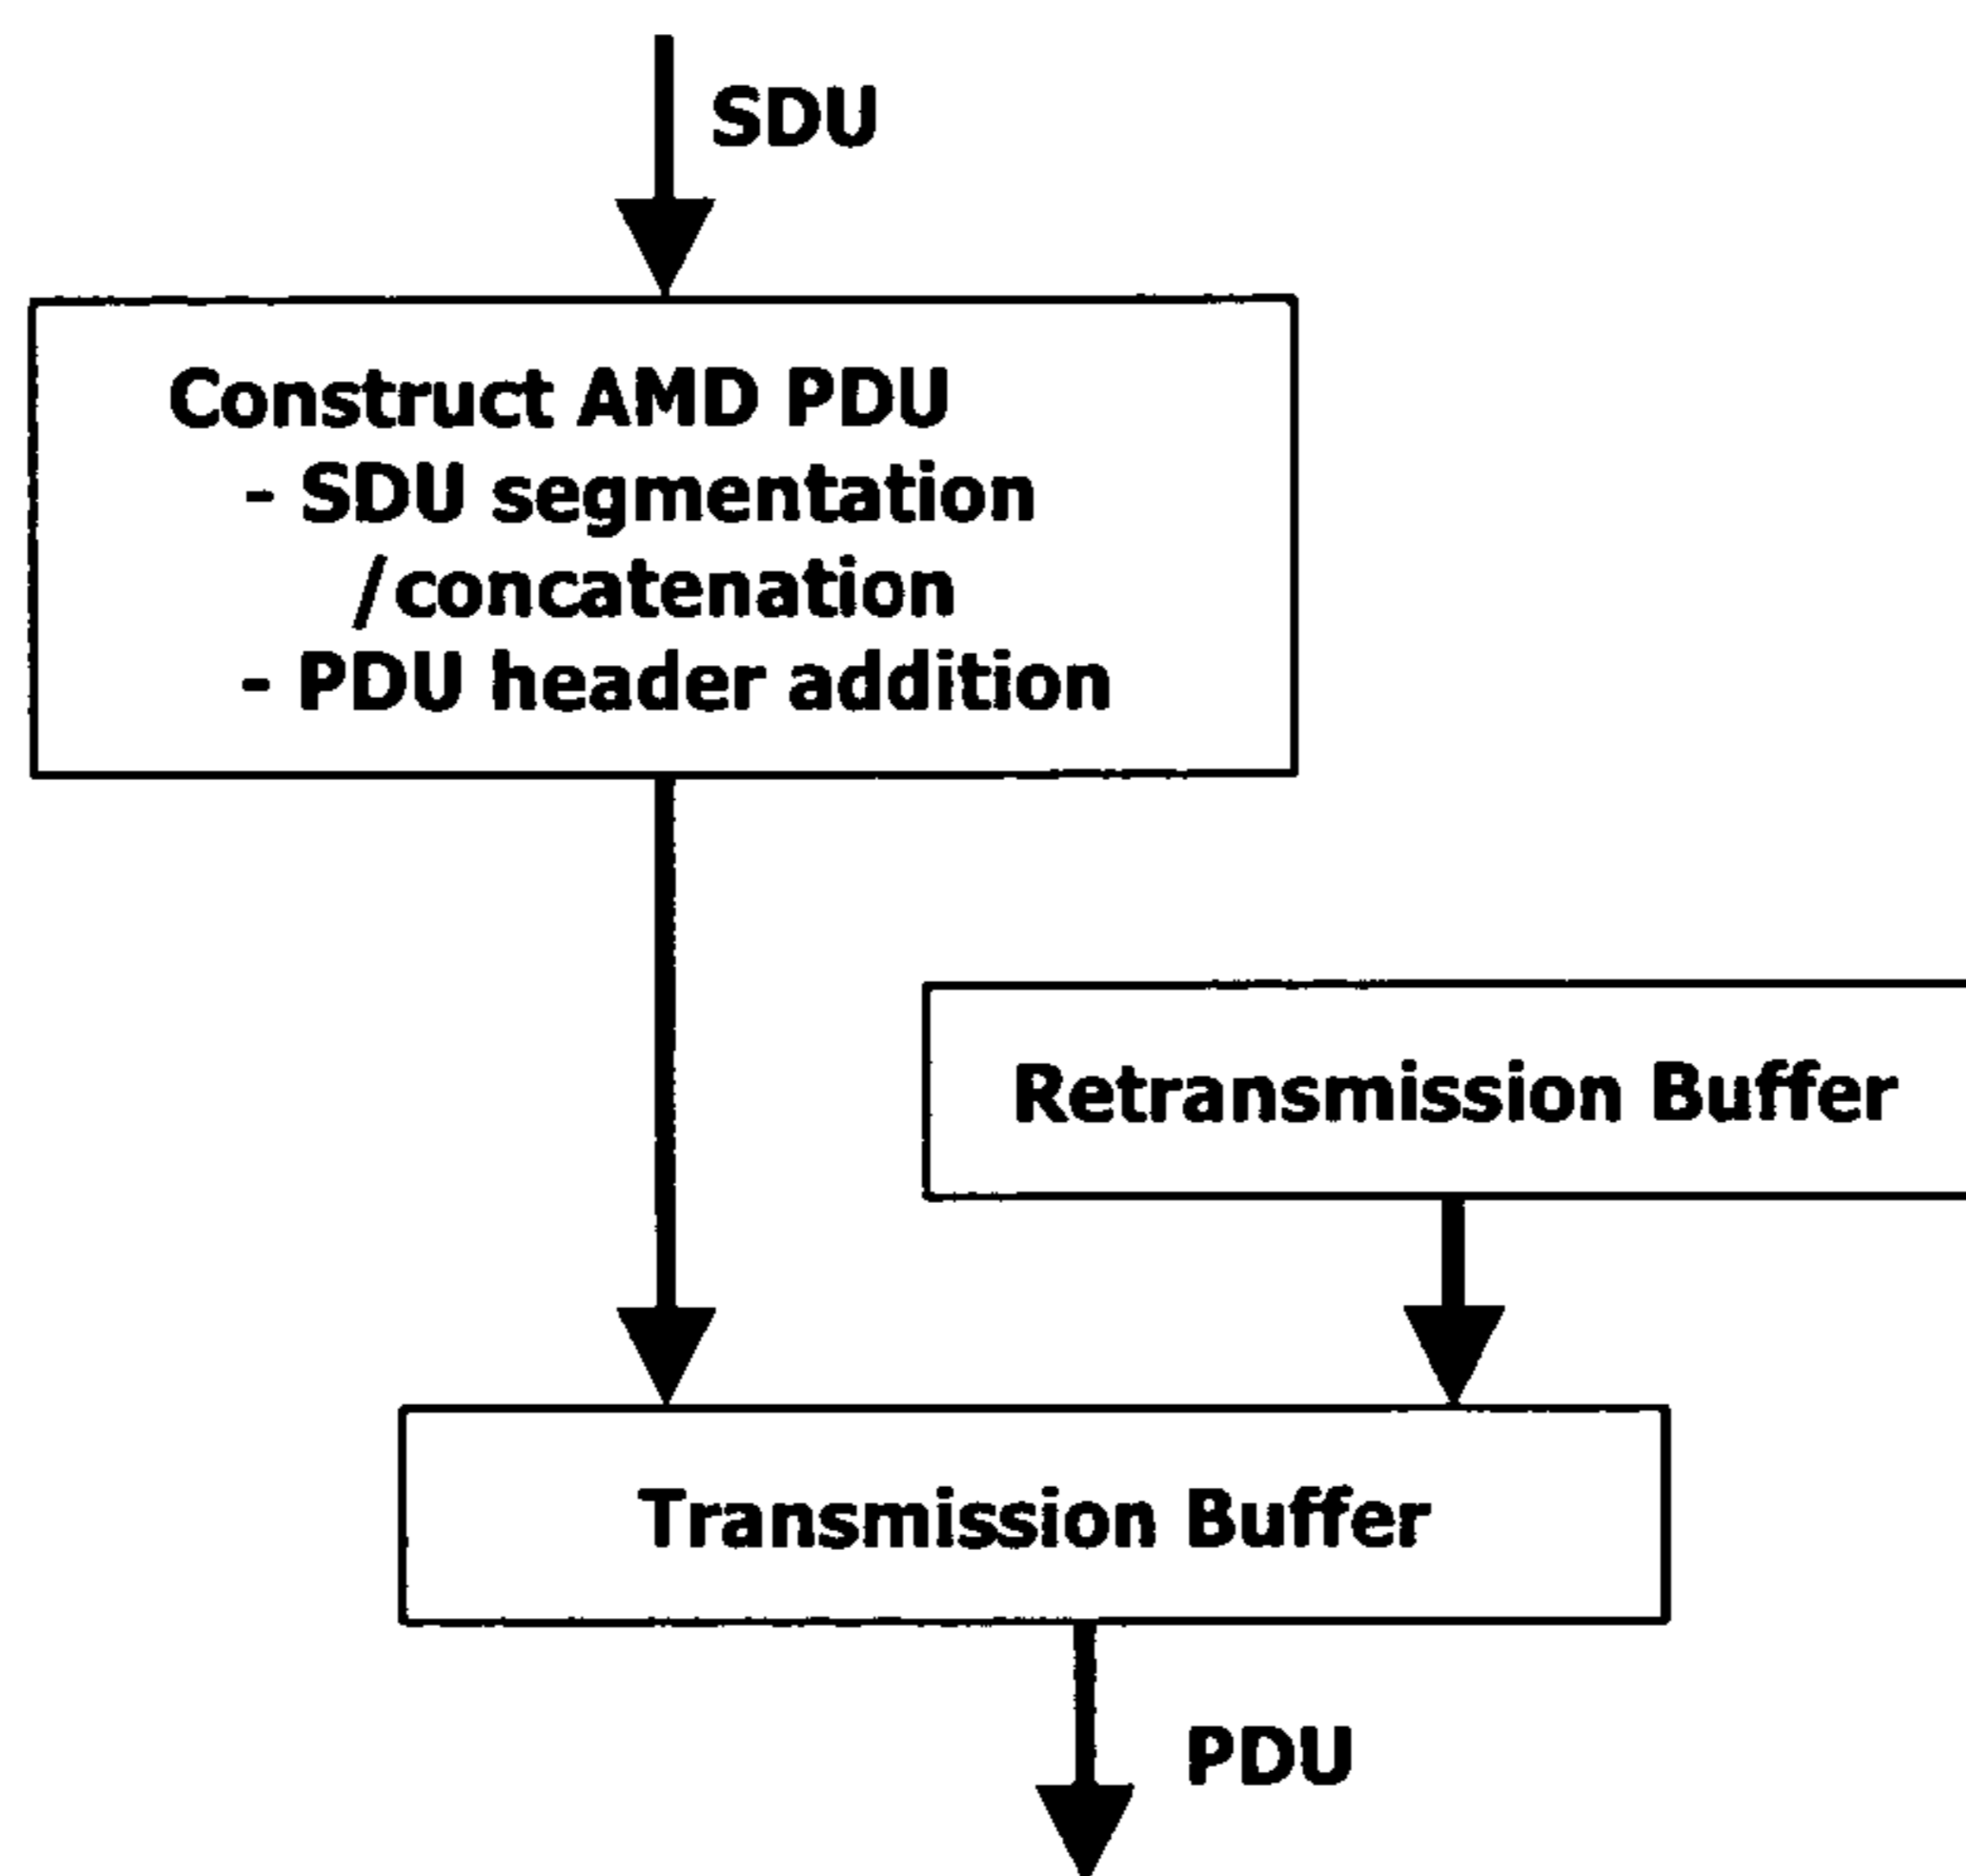 SDU
Construct AMD PDU
- SDU segmentation
/concatenation
- PDU header addition
Retransmission Buffer
Transmission Buffer
PDU